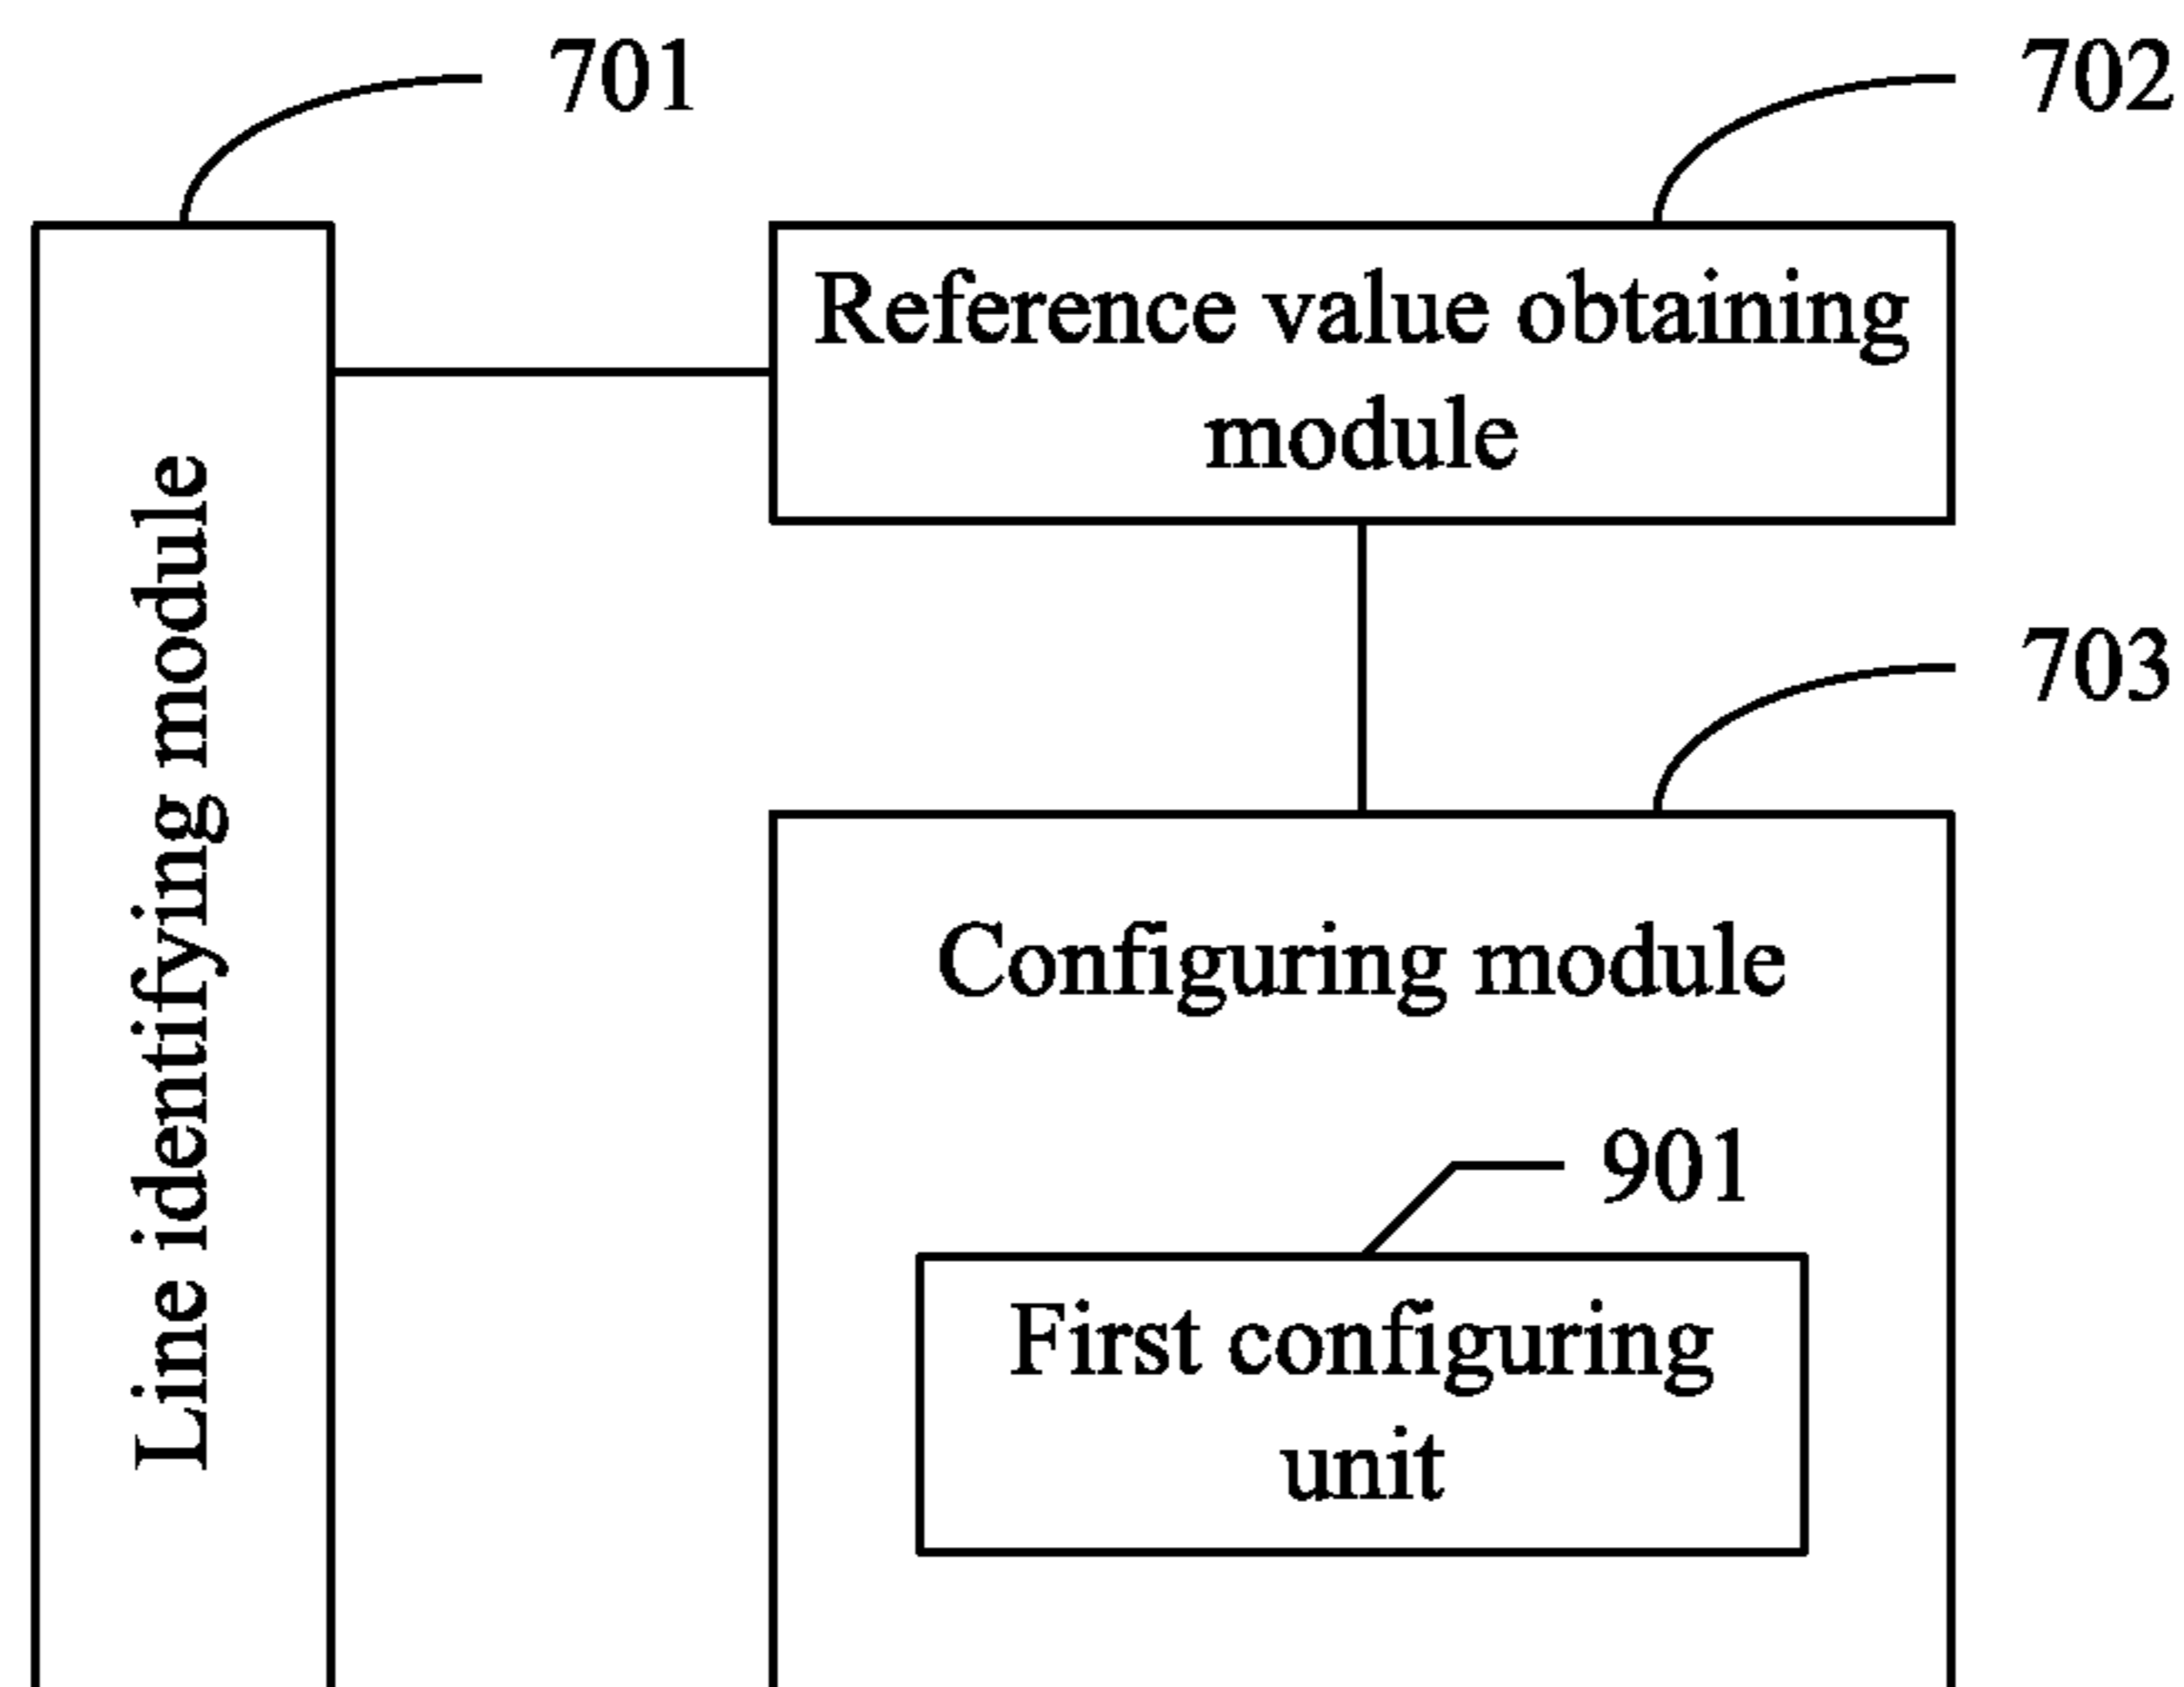 701
702
Reference value obtaining
module
Line identifying module
703
Configuring module
901
First configuring
unit